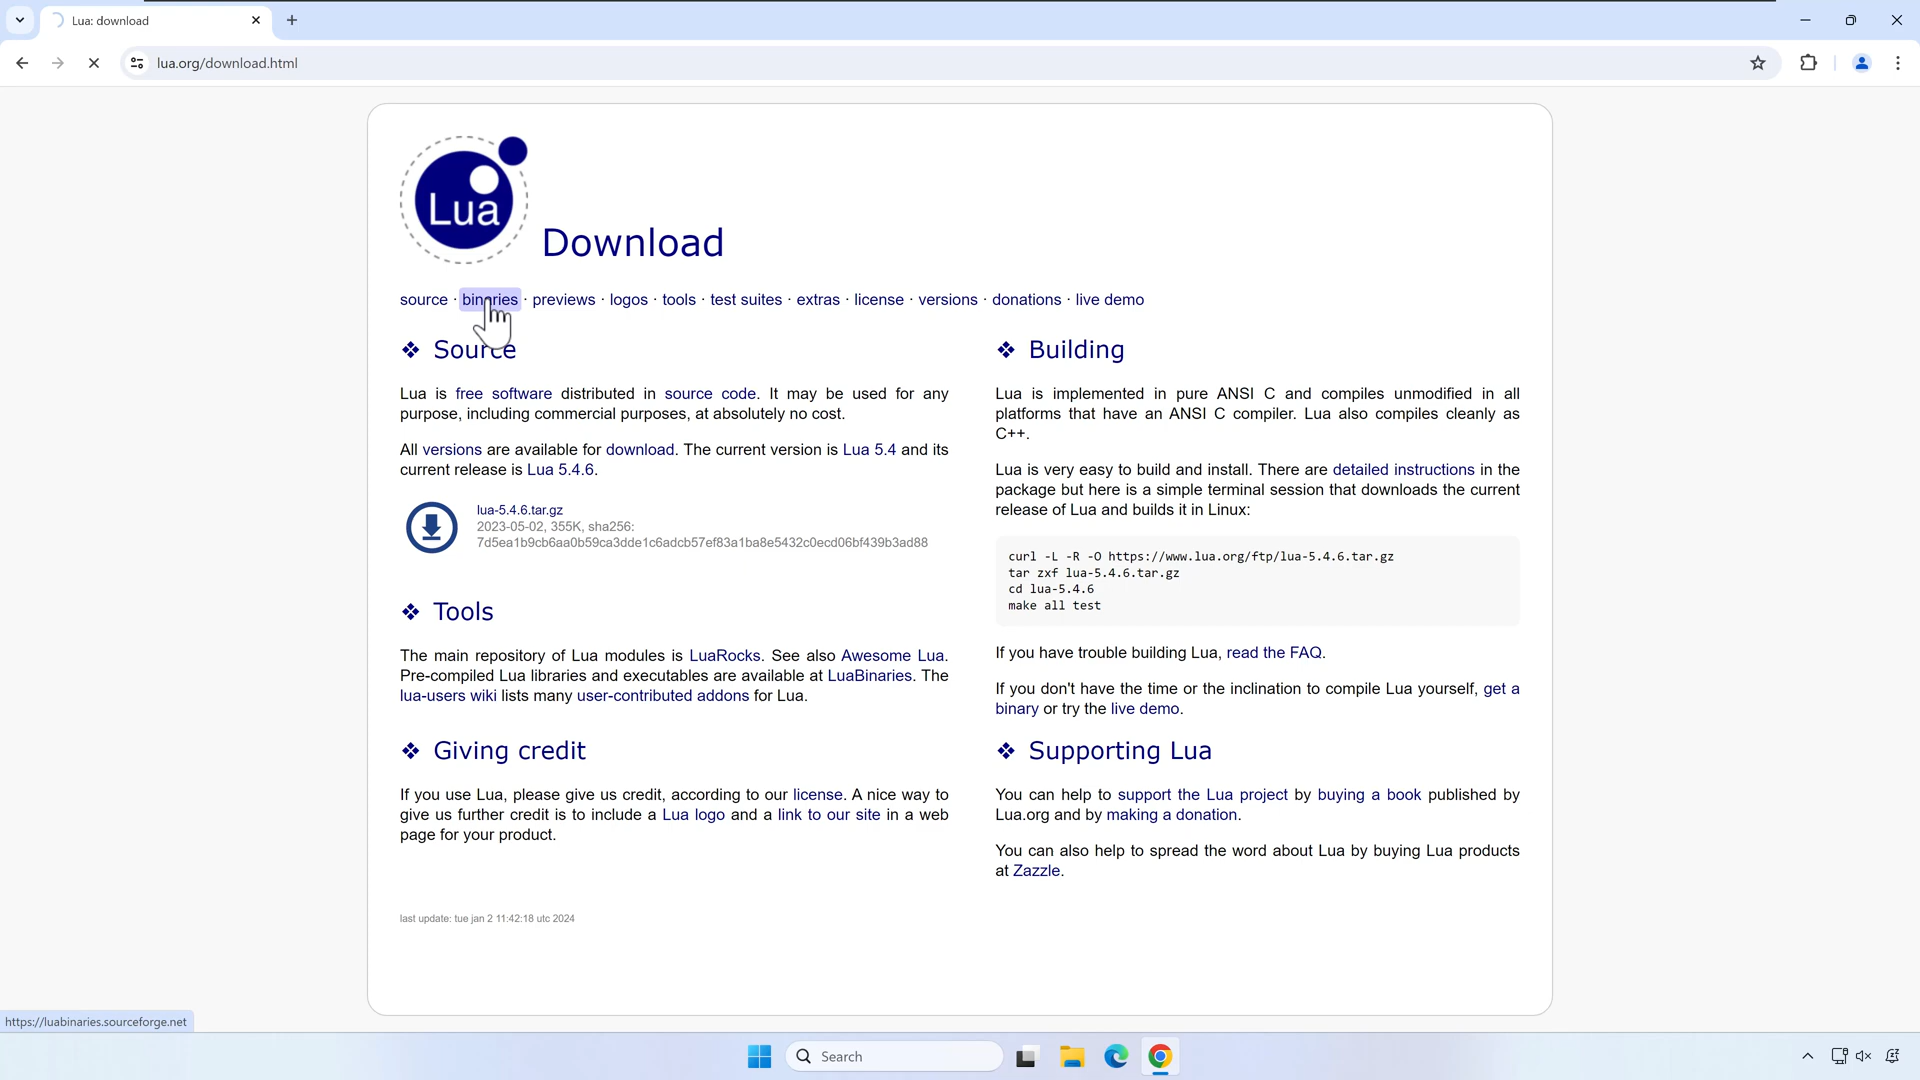 Lua: download
lua.org/download.html
Lua
Download
source · binaries · previews · logos · tools · test suites · extras · license · versions · donations · live demo
❖ Source
Lua is free software distributed in source code. It may be used for any
purpose, including commercial purposes, at absolutely no cost.
All versions are available for download. The current version is Lua 5.4 and its
current release is Lua 5.4.6.
lua-5.4.6.tar.gz
2023-05-02, 355K, sha256:
7d5ea1b9cb6aa0b59ca3dde1c6adcb57ef83a1ba8e5432c0ecd06bf439b3ad88
❖ Tools
The main repository of Lua modules is LuaRocks. See also Awesome Lua.
Pre-compiled Lua libraries and executables are available at LuaBinaries. The
lua-users wiki lists many user-contributed addons for Lua.
❖ Giving credit
If you use Lua, please give us credit, according to our license. A nice way to
give us further credit is to include a Lua logo and a link to our site in a web
page for your product.
❖ Building
Lua is implemented in pure ANSI C and compiles unmodified in all
platforms that have an ANSI C compiler. Lua also compiles cleanly as
C++.
Lua is very easy to build and install. There are detailed instructions in the
package but here is a simple terminal session that downloads the current
release of Lua and builds it in Linux:
curl -L -R -O https://www.lua.org/ftp/lua-5.4.6.tar.gz
tar zxf lua-5.4.6.tar.gz
cd lua-5.4.6
make all test
If you have trouble building Lua, read the FAQ.
If you don't have the time or the inclination to compile Lua yourself, get a
binary or try the live demo.
❖ Supporting Lua
You can help to support the Lua project by buying a book published by
Lua.org and by making a donation.
You can also help to spread the word about Lua by buying Lua products
at Zazzle.
last update: tue jan 2 11:42:18 utc 2024
https://luabinaries.sourceforge.net
Search